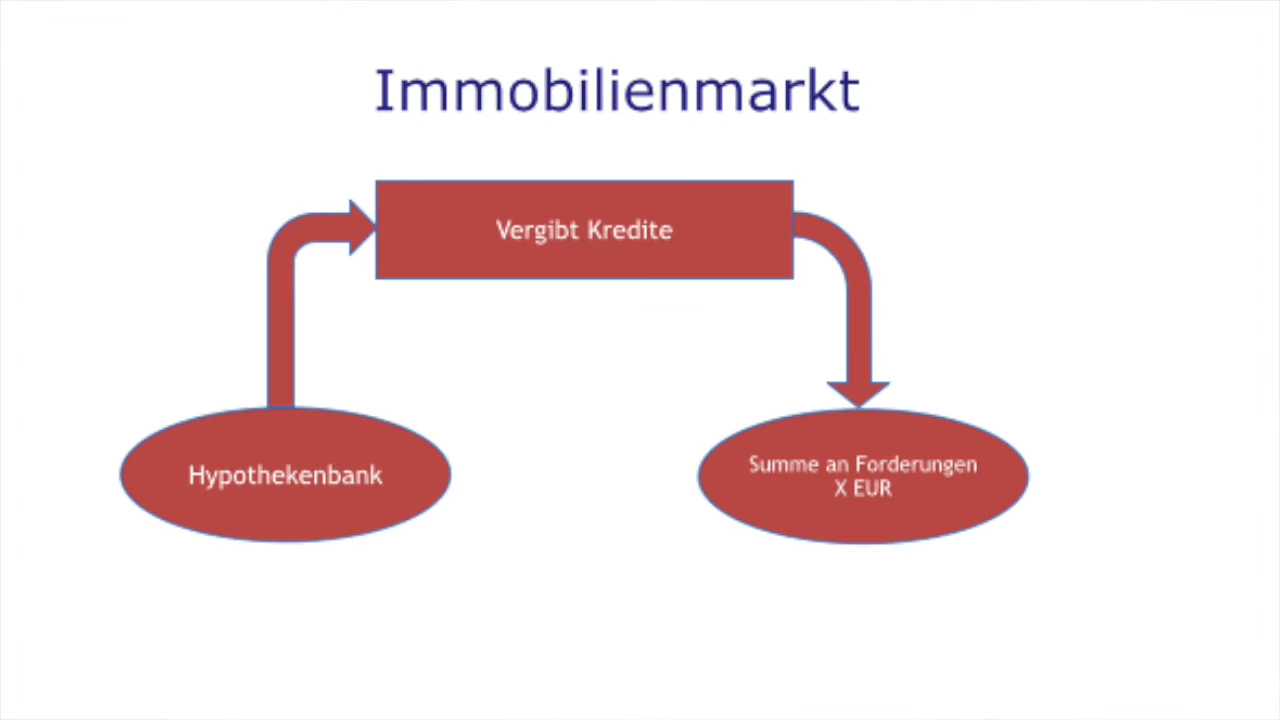 Immobilienmarkt
Vergibt Kredite
Hypothekenbank
Summe an Forderungen
X EUR